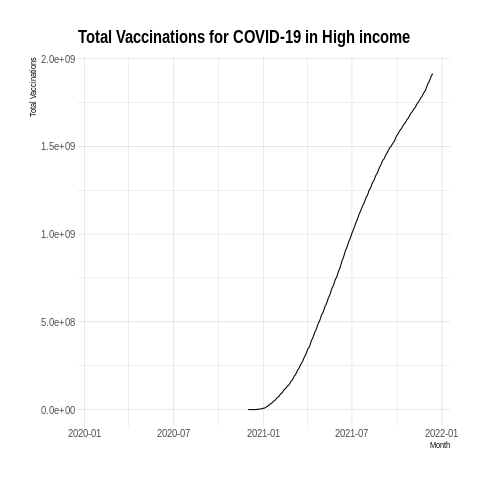 Total Vaccinations for COVID-19 in High income
Total Vaccinations
2.0e+09
1.5e+09
1.0e+09
5.0e+08
0.0e+00
2020-01 2020-07 2021-01 2021-07 2022-01
Month